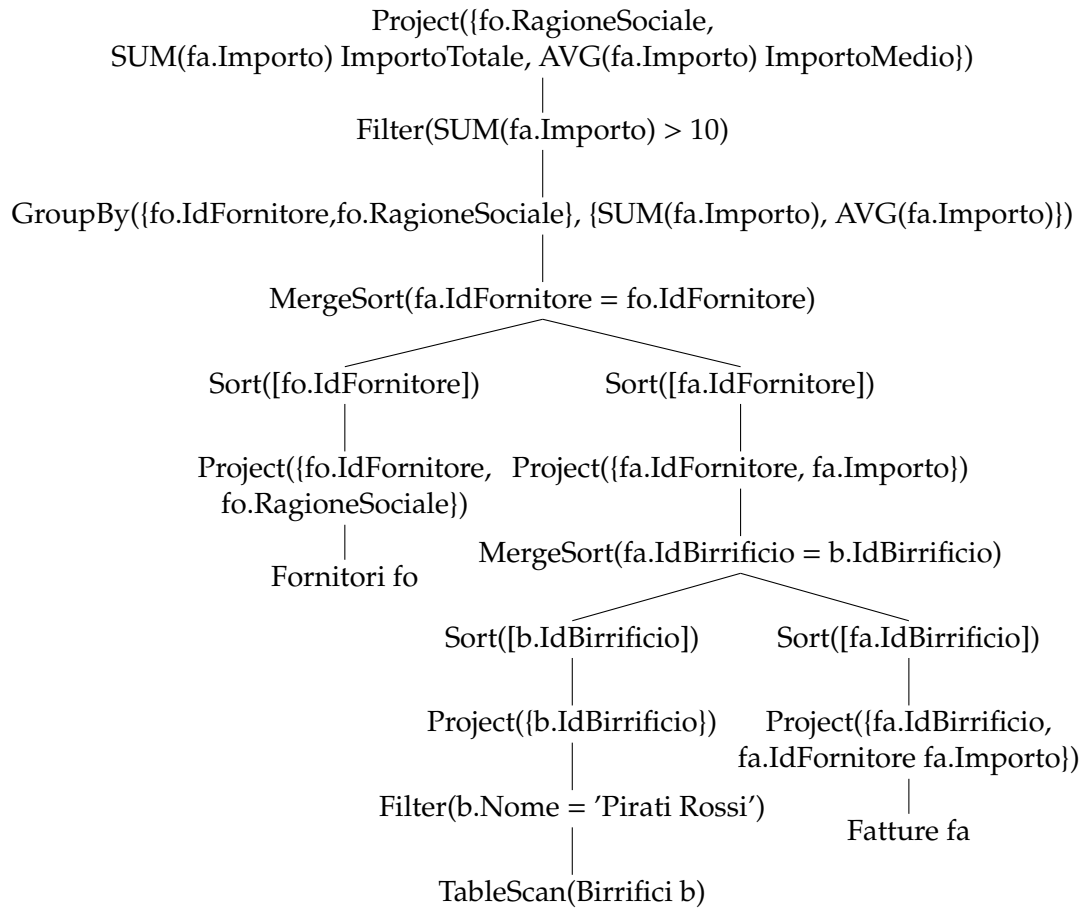 Project({fo.RagioneSociale,
SUM(fa.Importo) ImportoTotale, AVG(fa.Importo) ImportoMedio})
Filter(SUM(fa.Importo) > 10)
GroupBy({fo.IdFornitore,fo.RagioneSociale}, {SUM(fa.Importo), AVG(fa.Importo)})
MergeSort(fa.IdFornitore = fo.IdFornitore)
Sort([fo.IdFornitore])
Sort([fa.IdFornitore])
Project({fo.IdFornitore,
fo.RagioneSociale})
Project({fa.IdFornitore, fa.Importo})
Fornitori fo
MergeSort(fa.IdBirrificio = b.IdBirrificio)
Sort([b.IdBirrificio])
Sort([fa.IdBirrificio])
Project({b.IdBirrificio})
Project({fa.IdBirrificio,
fa.IdFornitore fa.Importo})
Filter(b.Nome = ’Pirati Rossi’)
Fatture fa
TableScan(Birrifici b)